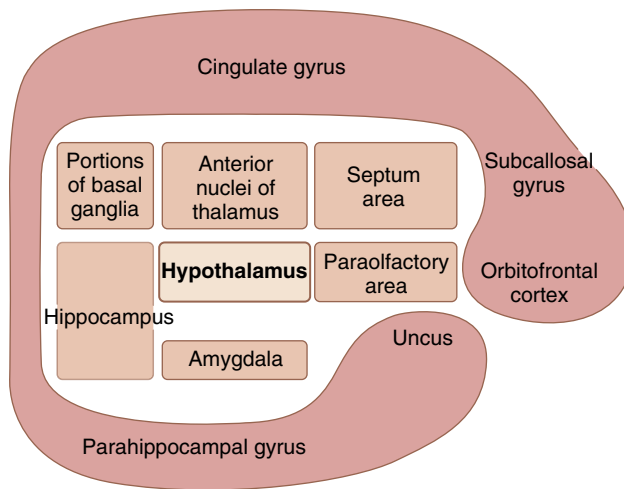 Cingulate gyrus
Portions
of basal
ganglia
Anterior
nuclei of
thalamus
Septum
area
Subcallosal
gyrus
Hypothalamus
Paraolfactory
area
Orbitofrontal
cortex
Hippocampus
Uncus
Amygdala
Parahippocampal gyrus